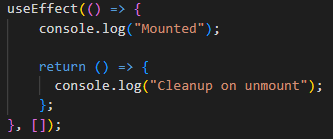 useEffect(() => {
    console.log("Mounted");

    return () => {
      console.log("Cleanup on unmount");
    };
}, []);